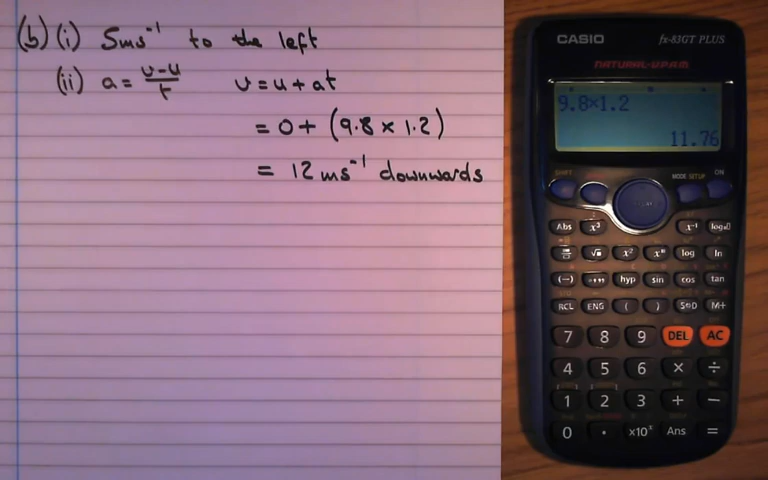 (b) (i) 5ms⁻¹ to the left
(ii) a = v-u/t    v = u + at
= 0 + (9.8 × 1.2)
= 12 ms⁻¹ downwards
CASIO fx-83GT PLUS
NATURAL-V.P.A.M.
9.8×1.2
11.76
SHIFT MODE SETUP ON
Abs x³ x⁻¹ log▫□
√■ x² x^■ log ln
(−) °’” hyp sin cos tan
RCL ENG ( ) S⇔D M+
7 8 9 DEL AC
4 5 6 × ÷
1 2 3 + −
0 . ×10ˣ Ans =